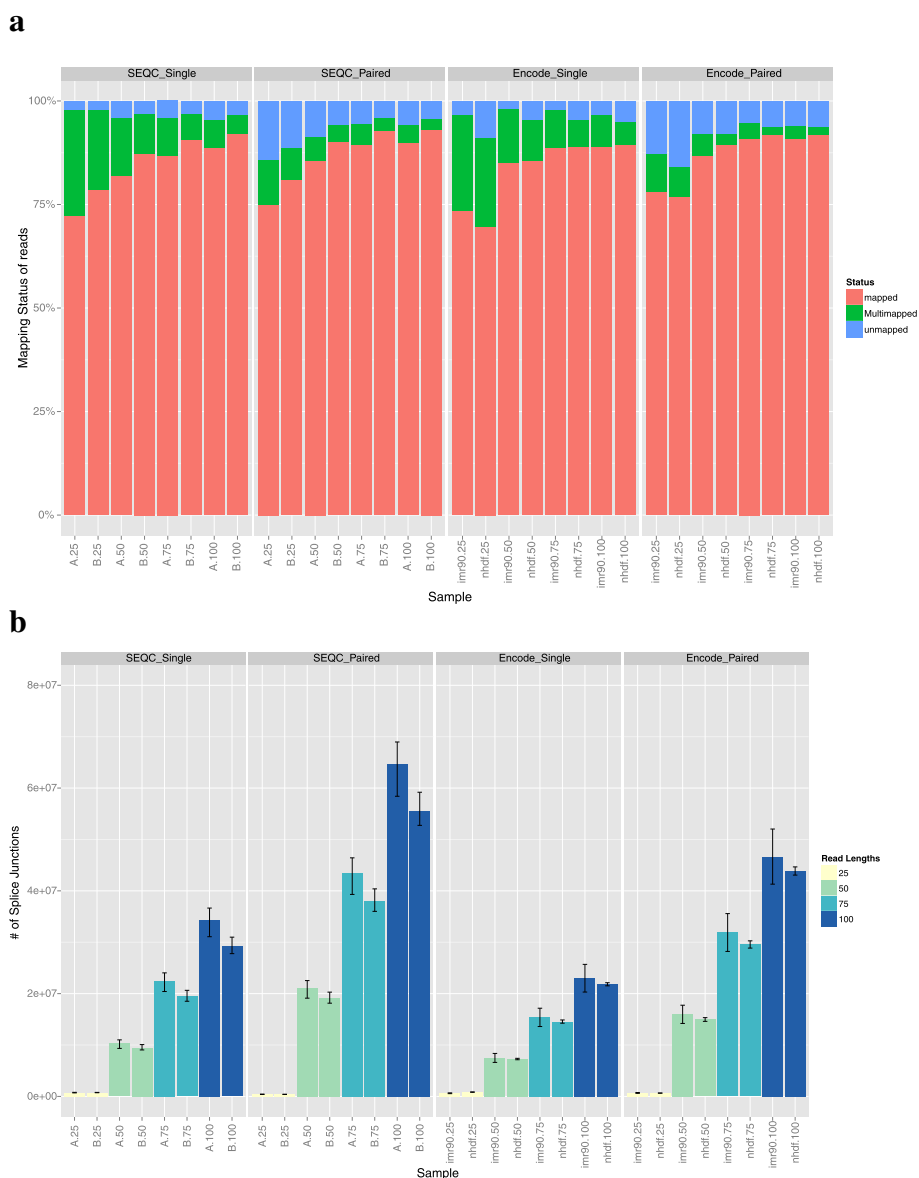 a
SEQC_Single SEQC_Paired Encode_Single Encode_Paired
100%
75%
50%
25%
0%
Mapping Status of reads
A.25 B.25 A.50 B.50 A.75 B.75 A.100 B.100 A.25 B.25 A.50 B.50 A.75 B.75 A.100 B.100 imr90.25 nhdf.25 imr90.50 nhdf.50 imr90.75 nhdf.75 imr90.100 nhdf.100 imr90.25 nhdf.25 imr90.50 nhdf.50 imr90.75 nhdf.75 imr90.100 nhdf.100
Sample
Status
mapped
Multimapped
unmapped
b
SEQC_Single SEQC_Paired Encode_Single Encode_Paired
8e+07
6e+07
4e+07
2e+07
0e+00
# of Splice Junctions
A.25 B.25 A.50 B.50 A.75 B.75 A.100 B.100 A.25 B.25 A.50 B.50 A.75 B.75 A.100 B.100 imr90.25 nhdf.25 imr90.50 nhdf.50 imr90.75 nhdf.75 imr90.100 nhdf.100 imr90.25 nhdf.25 imr90.50 nhdf.50 imr90.75 nhdf.75 imr90.100 nhdf.100
Sample
Read Lengths
25
50
75
100